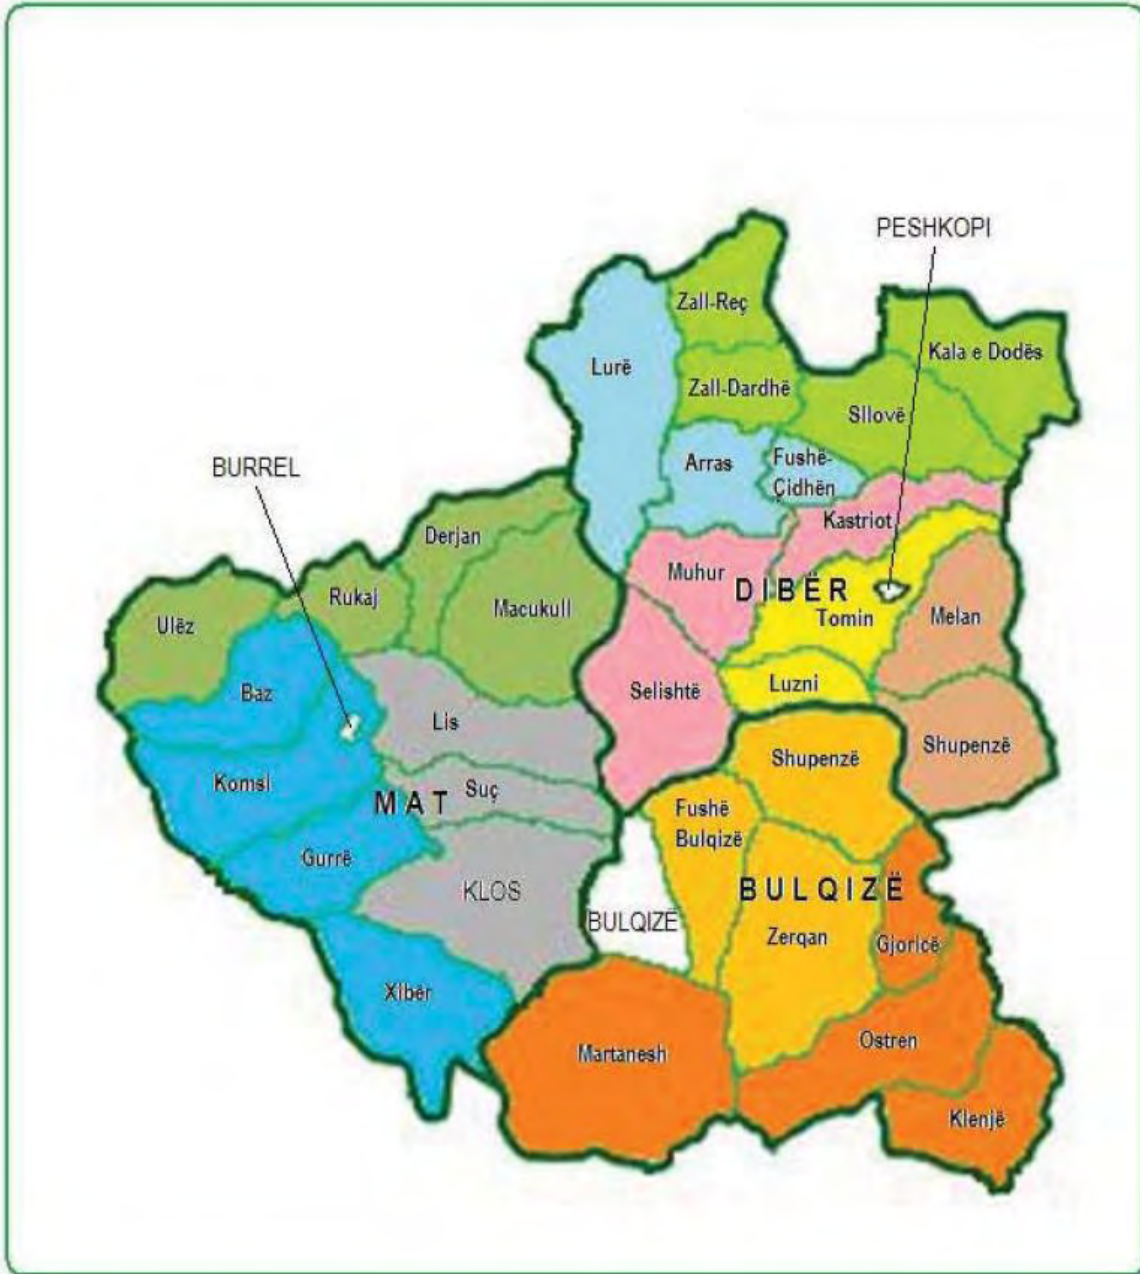 PESHKOPI
Zall-Reç
Kala e Dodës
Lurë
Zall-Dardhë
Sllovë
Arras
Fushë-
Çidhën
BURREL
Kastriot
Derjan
Muhur
DIBËR
Rukaj
Macukull
Tomin
Melan
Ulëz
Luzni
Selishtë
Baz
Lis
Shupenzë
Shupenzë
Komsi
Suç
MAT
Fushë
Bulqizë
Gurrë
KLOS
BULQIZË
BULQIZË
Zerqan
Gjoricë
Xibër
Martanesh
Ostren
Klenjë